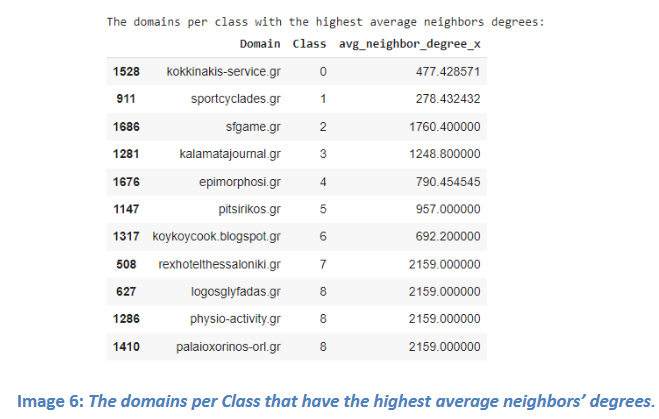 The domains per Class with the highest average neighbors degrees:
Domain Class avg_neighbor_degree_x
1528 kokkinakis-service.gr 0 477.428571
911 sportcyclades.gr 1 278.432432
1686 sfgame.gr 2 1760.400000
1281 kalamatajournal.gr 3 1248.800000
1676 epimorphosi.gr 4 790.454545
1147 pitsirikos.gr 5 957.000000
1317 koykoycook.blogspot.gr 6 692.200000
508 rexhotelthessaloniki.gr 7 2159.000000
627 logosglyfadas.gr 8 2159.000000
1286 physio-activity.gr 8 2159.000000
1410 palaioxorinos-orl.gr 8 2159.000000
Image 6: The domains per Class that have the highest average neighbors’ degrees.